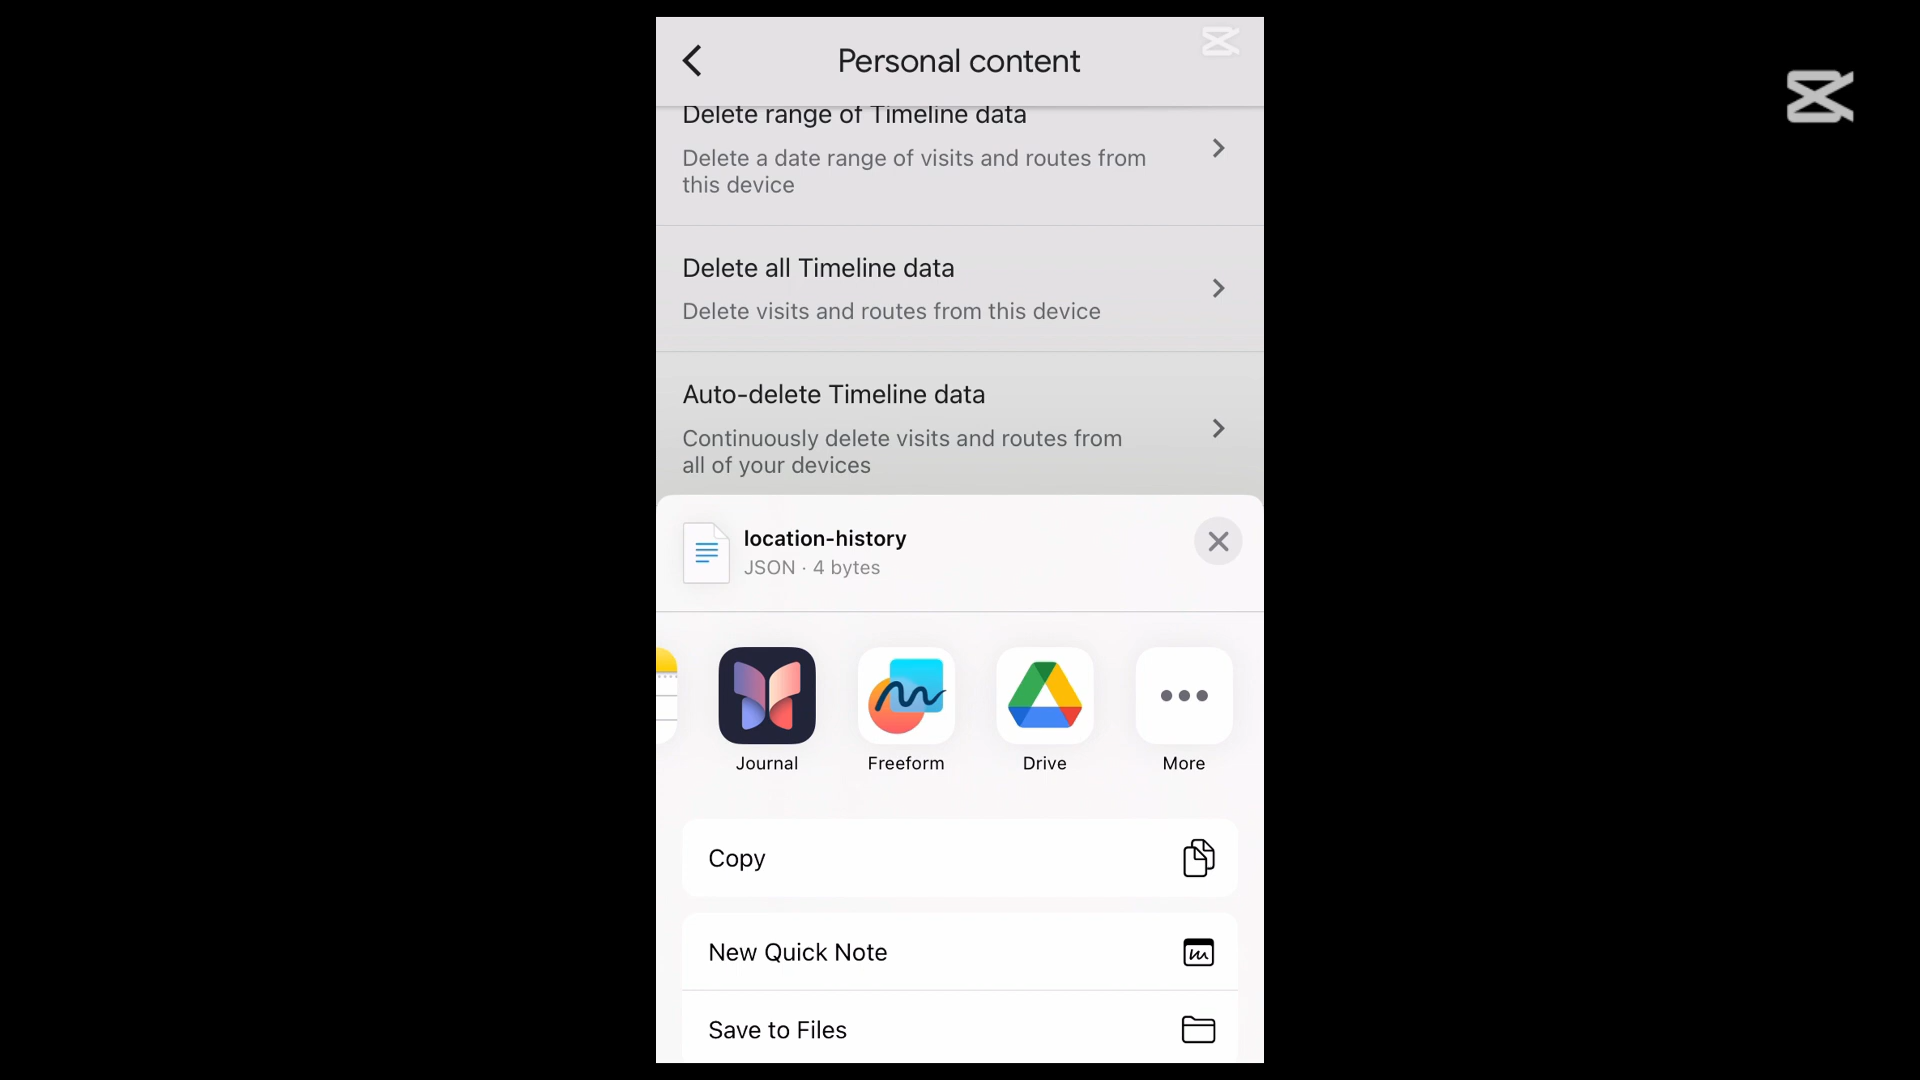 Personal content
Delete range of Timeline data
Delete a date range of visits and routes from
this device
Delete all Timeline data
Delete visits and routes from this device
Auto-delete Timeline data
Continuously delete visits and routes from
all of your devices
location-history
JSON · 4 bytes
Journal
Freeform
Drive
More
Copy
New Quick Note
Save to Files